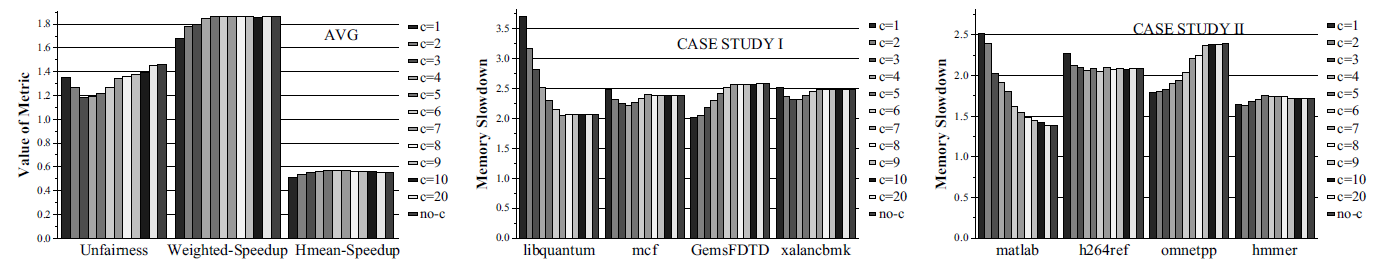 Value of Metric
1.8
1.6
1.4
1.2
1.0
0.8
0.6
0.4
0.2
0.0
AVG
Unfairness Weighted-Speedup Hmean-Speedup
c=1
c=2
c=3
c=4
c=5
c=6
c=7
c=8
c=9
c=10
c=20
no-c
Memory Slowdown
3.5
3.0
2.5
2.0
1.5
1.0
0.5
0.0
CASE STUDY I
libquantum mcf GemsFDTD xalancbmk
c=1
c=2
c=3
c=4
c=5
c=6
c=7
c=8
c=9
c=10
c=20
no-c
Memory Slowdown
2.5
2.0
1.5
1.0
0.5
0.0
CASE STUDY II
matlab h264ref omnetpp hmmer
c=1
c=2
c=3
c=4
c=5
c=6
c=7
c=8
c=9
c=10
c=20
no-c